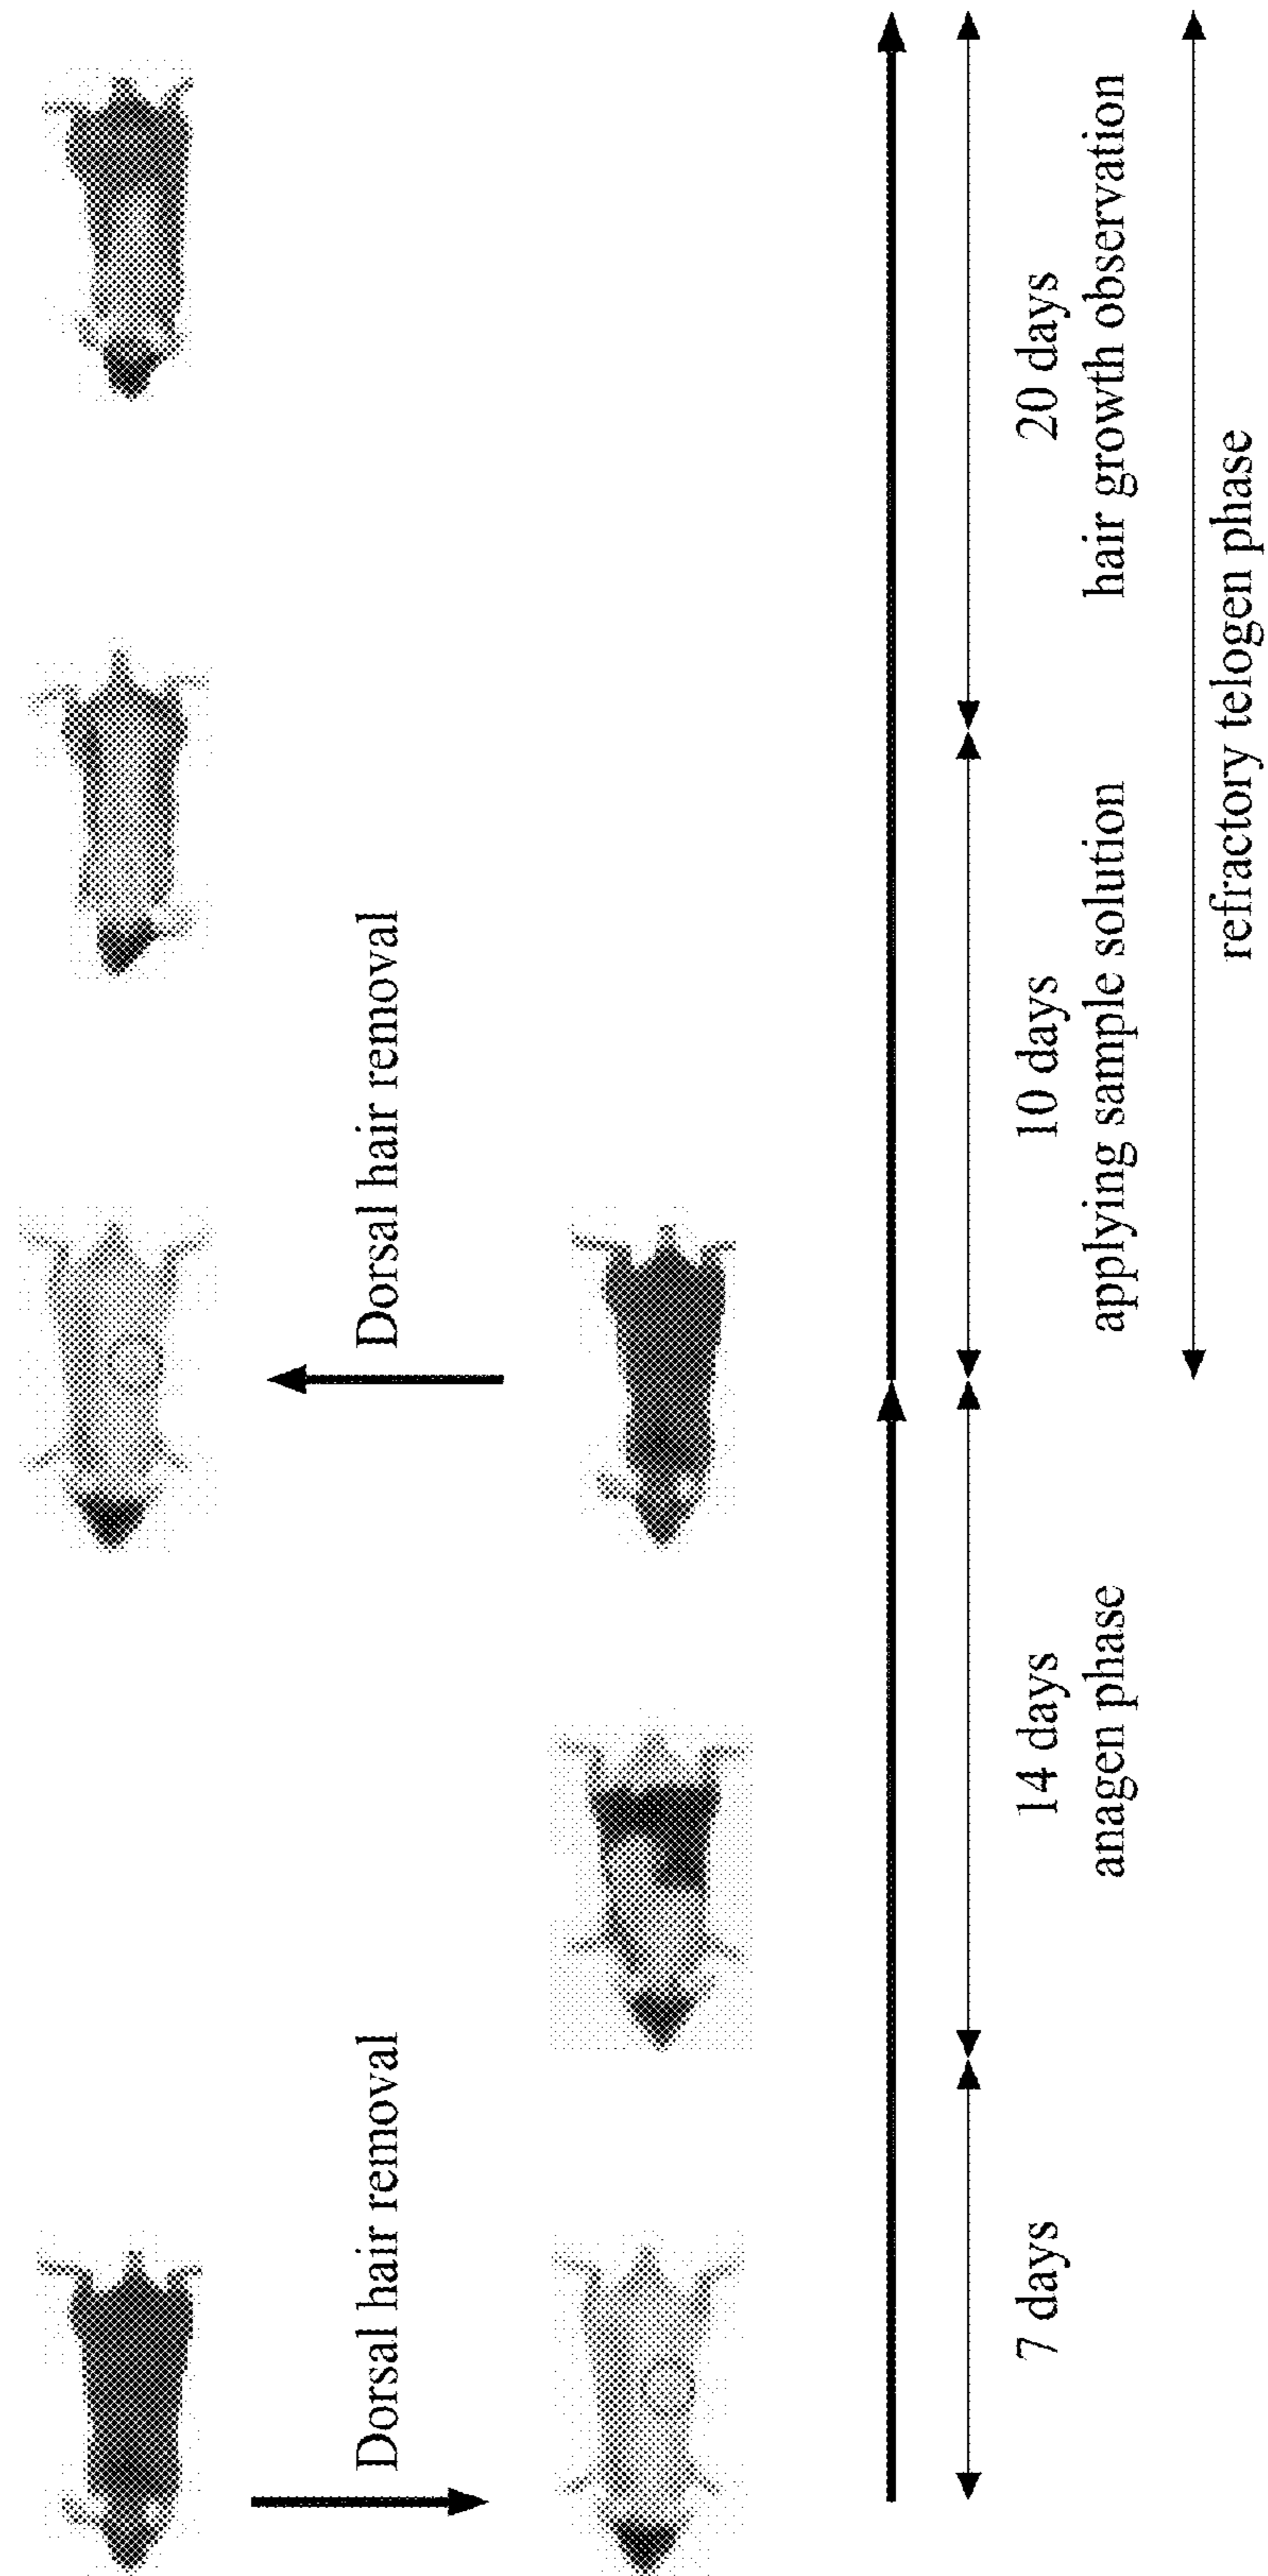 Dorsal hair removal
Dorsal hair removal
7 days
14 days
anagen phase
10 days
applying sample solution
20 days
hair growth observation
refractory telogen phase